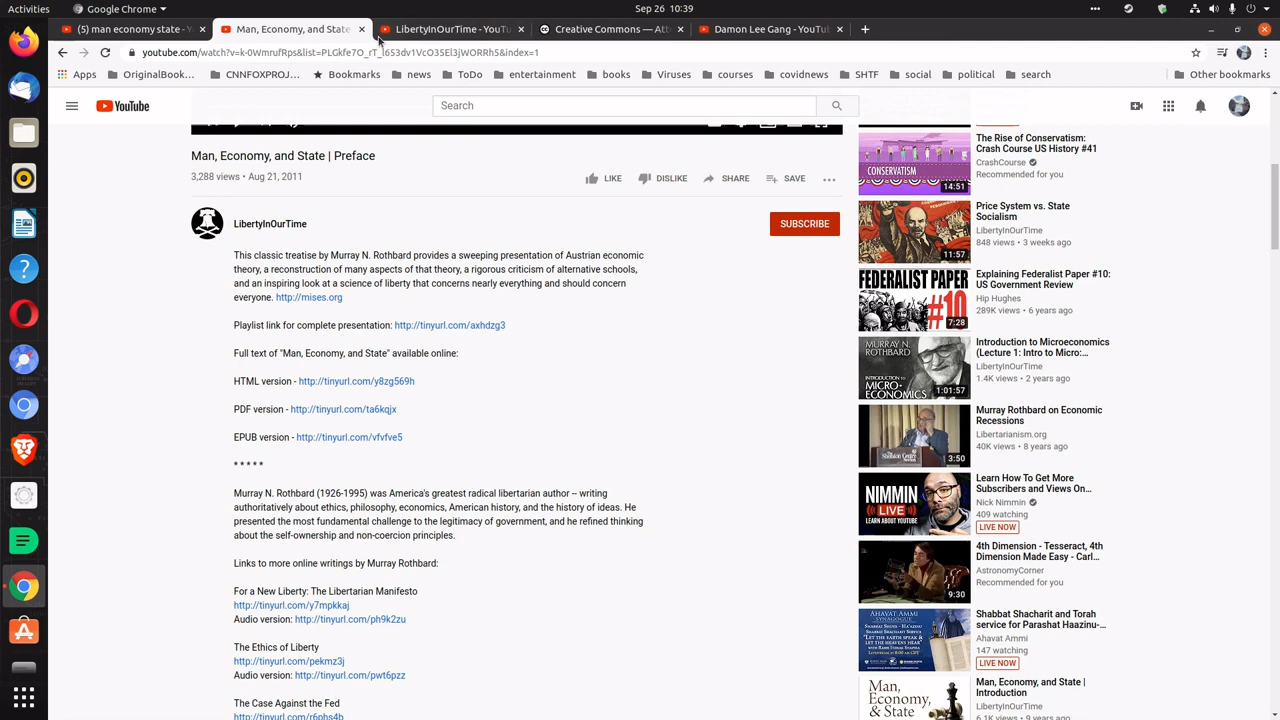 Activities
Google Chrome
Sep 26 10:39
(5) man economy state - Y
Man, Economy, and State |
LibertyInOurTime - YouTu
Creative Commons — Att
Damon Lee Gang - YouTub
youtube.com/watch?v=k-0WmrufRps&list=PLGkfe7O_rT_l6S3dv1VcO35El3jWORRh5&index=1
Apps
OriginalBook...
CNNFOXPROJ...
Bookmarks
news
ToDo
entertainment
books
Viruses
courses
covidnews
SHTF
social
political
search
Other bookmarks
YouTube
Search
Man, Economy, and State | Preface
3,288 views • Aug 21, 2011
LIKE
DISLIKE
SHARE
SAVE
LibertyInOurTime
SUBSCRIBE
This classic treatise by Murray N. Rothbard provides a sweeping presentation of Austrian economic
theory, a reconstruction of many aspects of that theory, a rigorous criticism of alternative schools,
and an inspiring look at a science of liberty that concerns nearly everything and should concern
everyone. http://mises.org
Playlist link for complete presentation: http://tinyurl.com/axhdzg3
Full text of "Man, Economy, and State" available online:
HTML version - http://tinyurl.com/y8zg569h
PDF version - http://tinyurl.com/ta6kqjx
EPUB version - http://tinyurl.com/vfvfve5
* * * * *
Murray N. Rothbard (1926-1995) was America's greatest radical libertarian author -- writing
authoritatively about ethics, philosophy, economics, American history, and the history of ideas. He
presented the most fundamental challenge to the legitimacy of government, and he refined thinking
about the self-ownership and non-coercion principles.
Links to more online writings by Murray Rothbard:
For a New Liberty: The Libertarian Manifesto
http://tinyurl.com/y7mpkkaj
Audio version: http://tinyurl.com/ph9k2zu
The Ethics of Liberty
http://tinyurl.com/pekmz3j
Audio version: http://tinyurl.com/pwt6pzz
The Case Against the Fed
http://tinyurl.com/r6phs4b
CONSERVATISM
14:51
The Rise of Conservatism:
Crash Course US History #41
CrashCourse
Recommended for you
11:57
Price System vs. State
Socialism
LibertyInOurTime
848 views • 3 weeks ago
FEDERALIST PAPER
#10
7:28
Explaining Federalist Paper #10:
US Government Review
Hip Hughes
289K views • 6 years ago
MURRAY N.
ROTHBARD
INTRODUCTION to
MICRO-
ECONOMICS
1:01:57
Introduction to Microeconomics
(Lecture 1: Intro to Micro:...
LibertyInOurTime
1.4K views • 2 years ago
3:50
Murray Rothbard on Economic
Recessions
Libertarianism.org
40K views • 8 years ago
NIMMIN
LIVE
LEARN ABOUT YOUTUBE
Learn How To Get More
Subscribers and Views On...
Nick Nimmin
409 watching
LIVE NOW
9:30
4th Dimension - Tesseract, 4th
Dimension Made Easy - Carl...
AstronomyCorner
Recommended for you
AHAVAT AMMI
SYNAGOGUE
Shabbat Shacharit and Torah
service for Parashat Haazinu-...
Ahavat Ammi
147 watching
LIVE NOW
Man,
Economy,
& State
Man, Economy, and State |
Introduction
LibertyInOurTime
6.1K views • 9 years ago